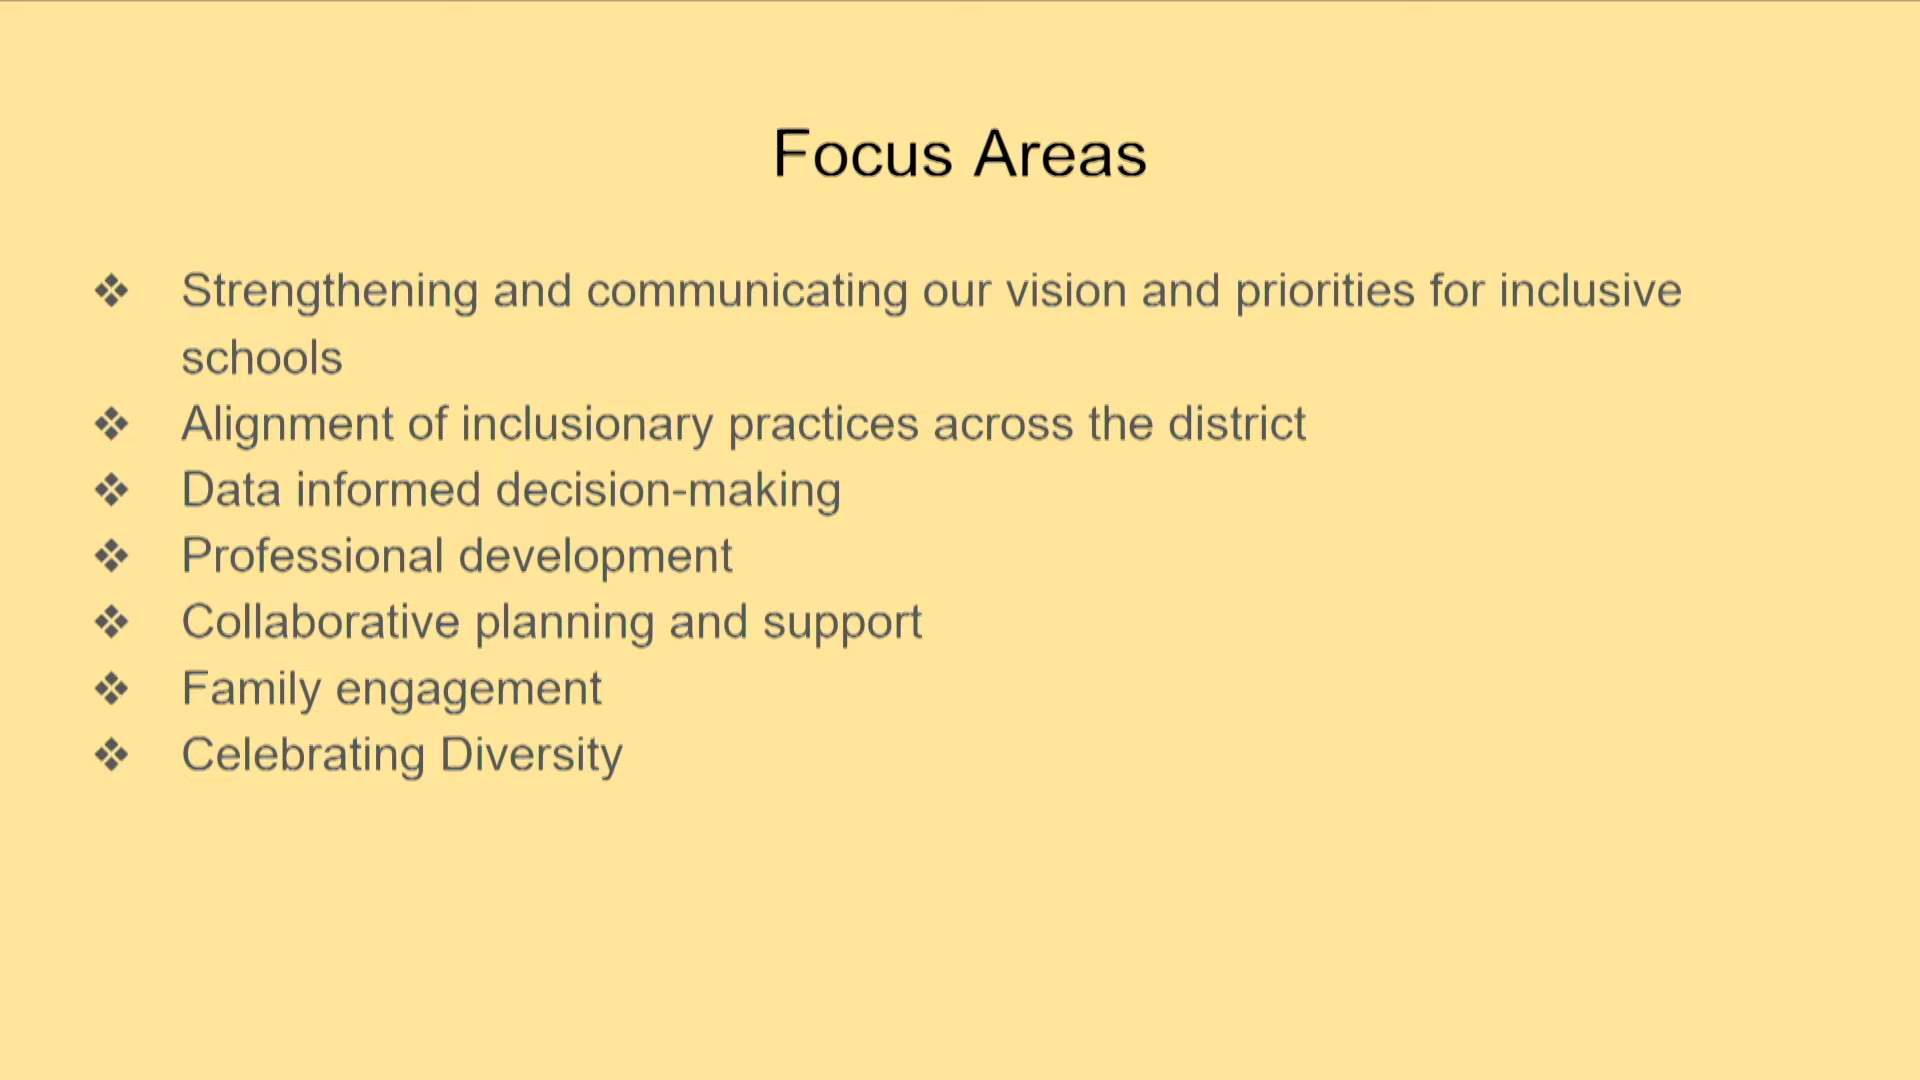 Focus Areas
❖ Strengthening and communicating our vision and priorities for inclusive
schools
❖ Alignment of inclusionary practices across the district
❖ Data informed decision-making
❖ Professional development
❖ Collaborative planning and support
❖ Family engagement
❖ Celebrating Diversity